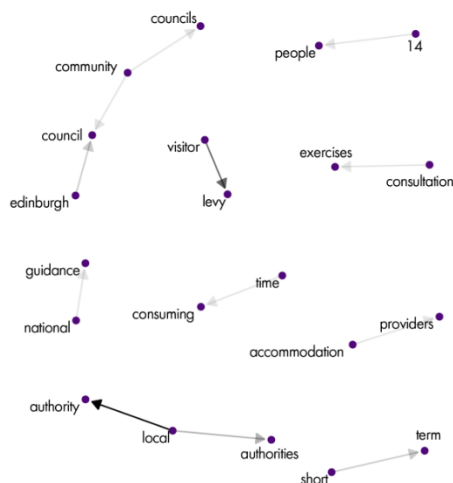 councils
people
14
community
council
visitor
exercises
consultation
edinburgh
levy
guidance
time
consuming
national
providers
accommodation
authority
local
authorities
term
short